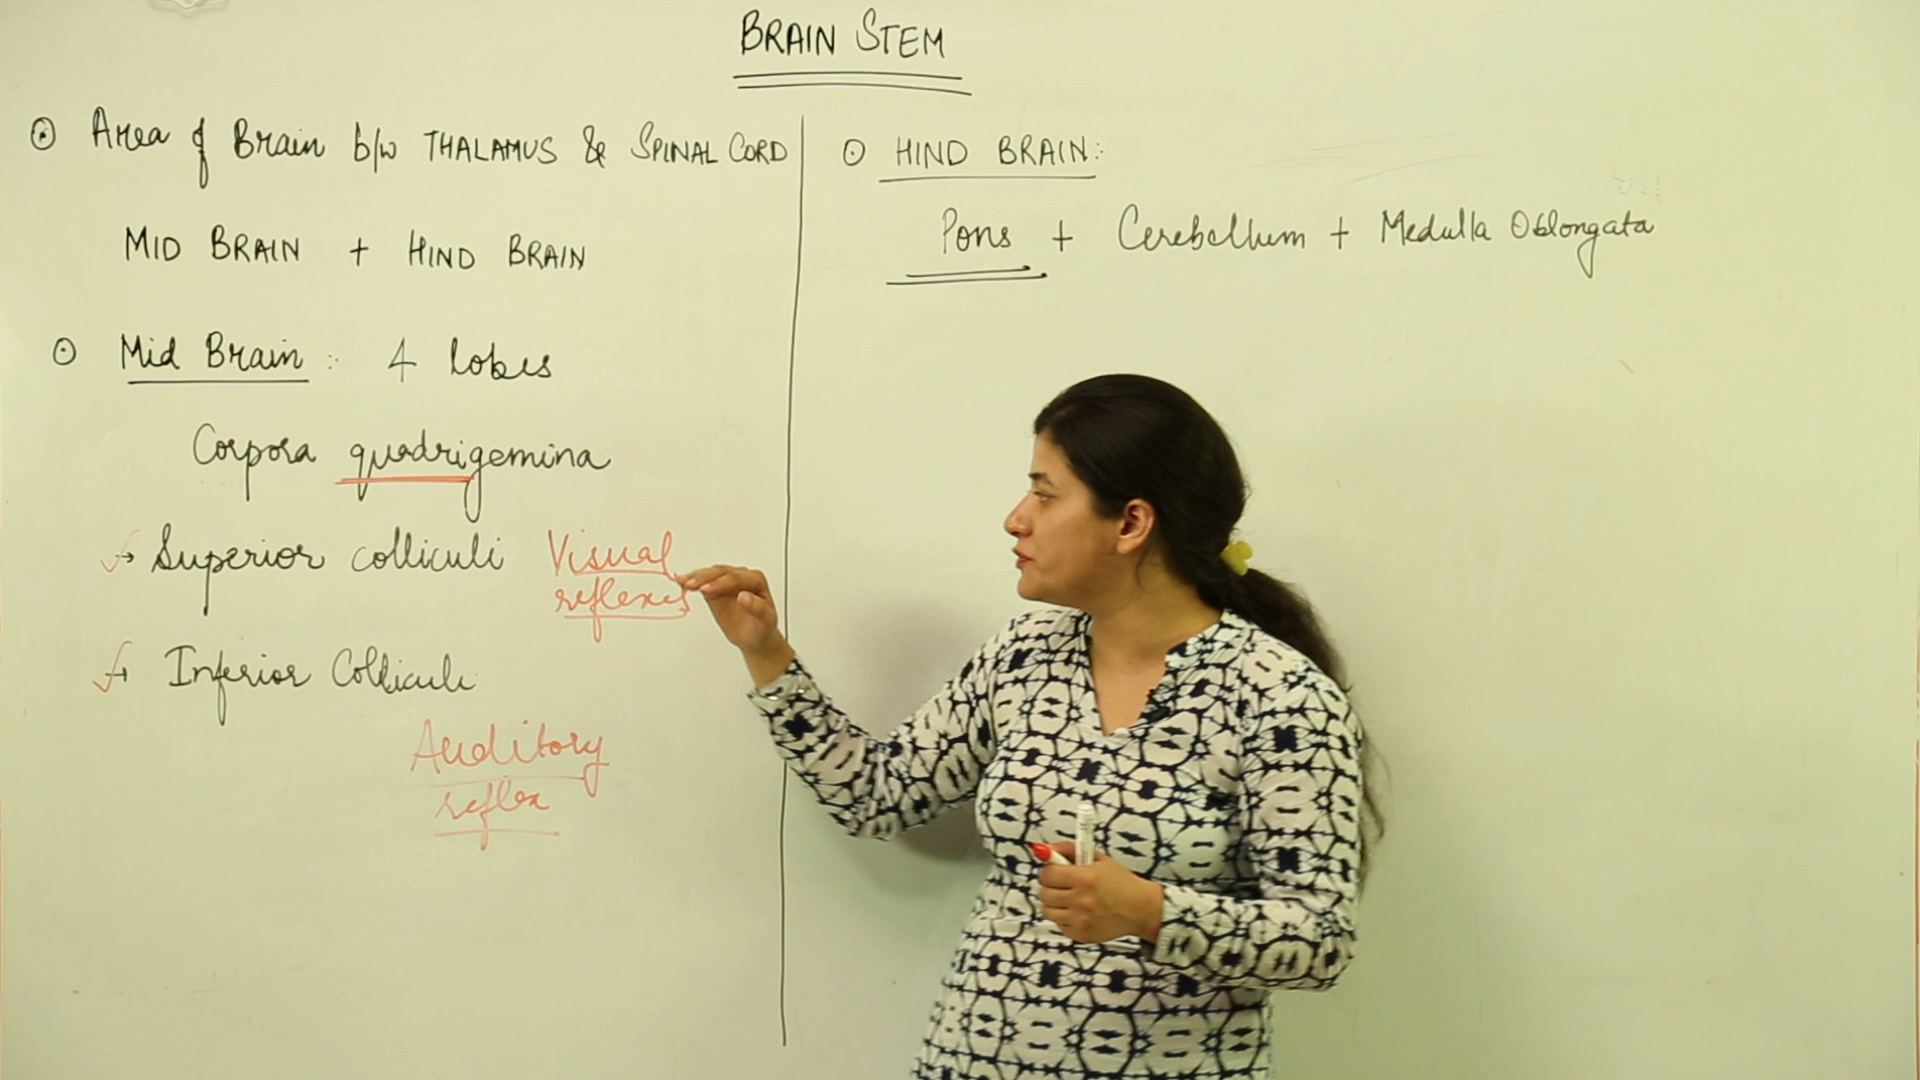 BRAIN STEM
Area of Brain b/w THALAMUS & SPINAL CORD
MID BRAIN + HIND BRAIN
Mid Brain : 4 lobes
Corpora quadrigemina
Superior colliculi Visual
reflexes
Inferior Colliculi
Auditory
reflex
HIND BRAIN:
Pons + Cerebellum + Medulla Oblongata